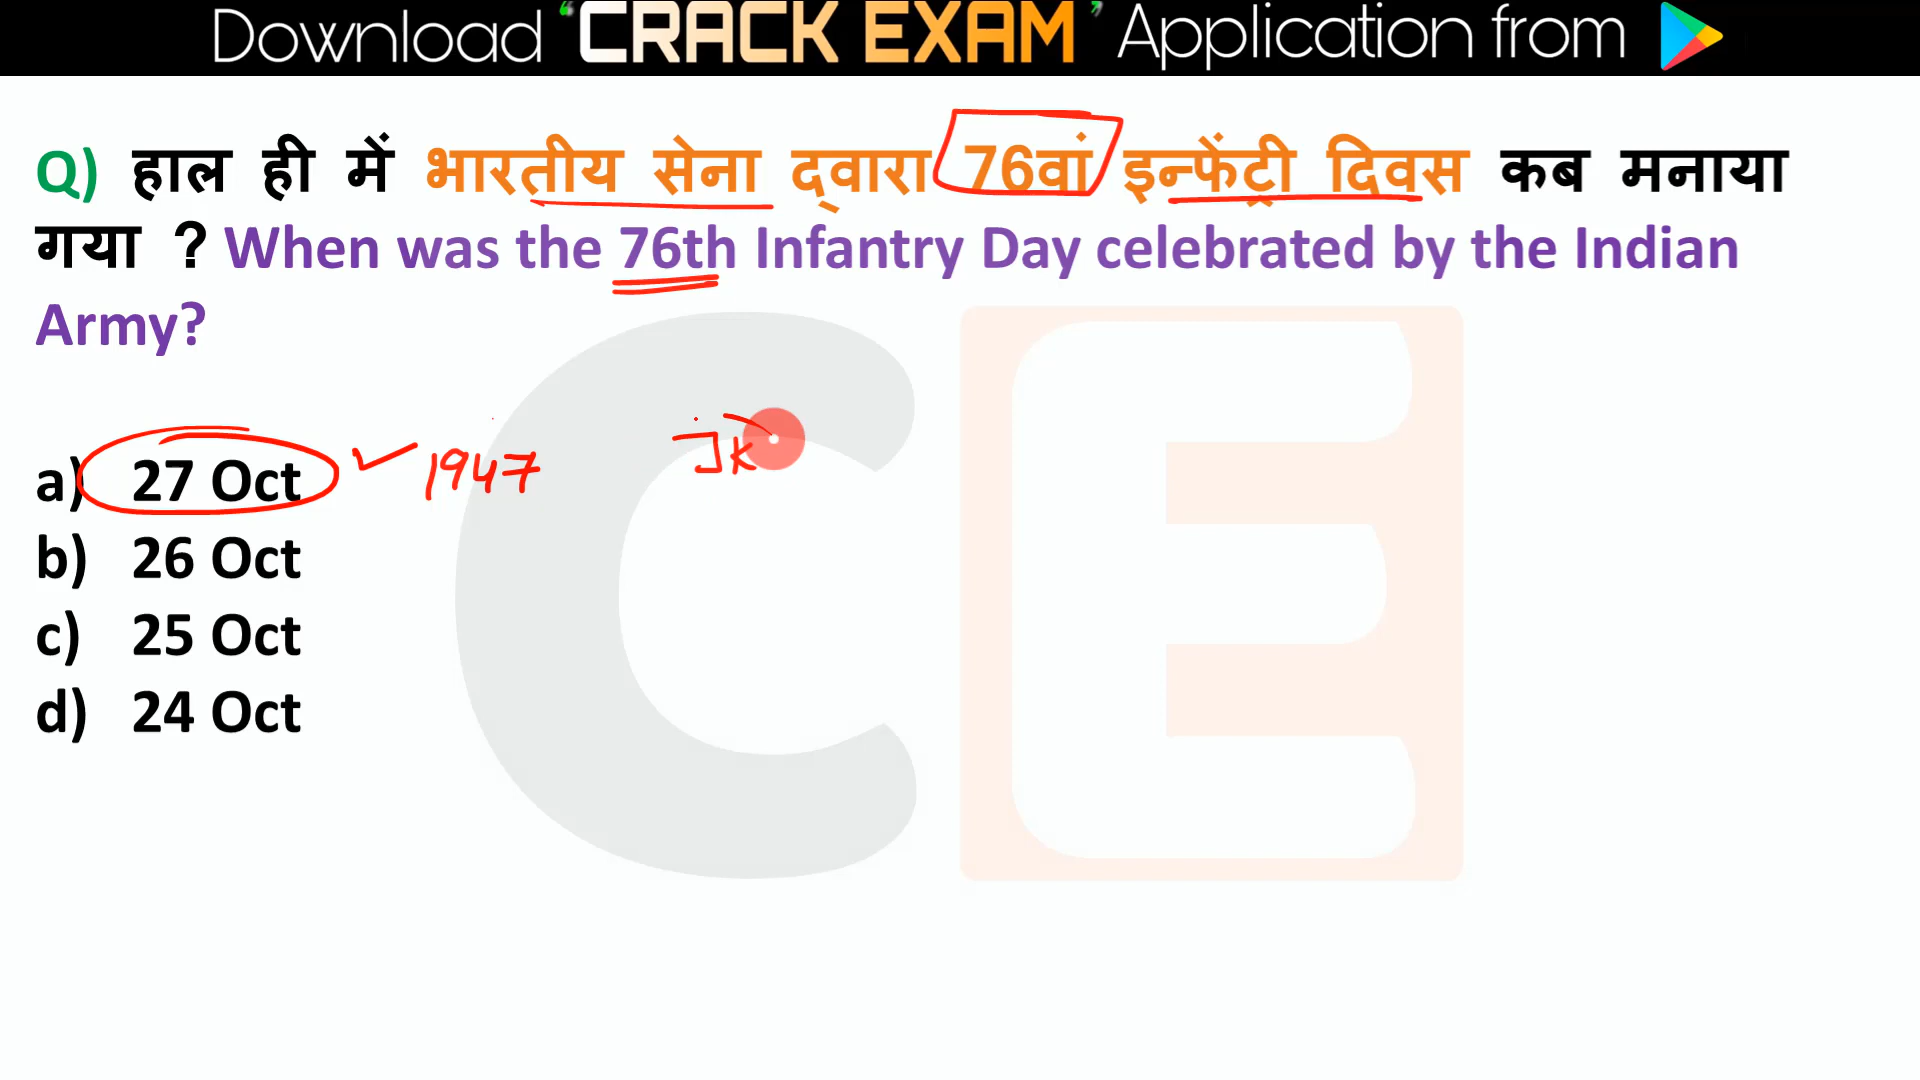 Download ‘CRACK EXAM’ Application from
Q) हाल ही में भारतीय सेना द्वारा 76वां इन्फेंट्री दिवस कब मनाया
गया ? When was the 76th Infantry Day celebrated by the Indian
Army?
a) 27 Oct 1947 JK
b) 26 Oct
c) 25 Oct
d) 24 Oct
CE